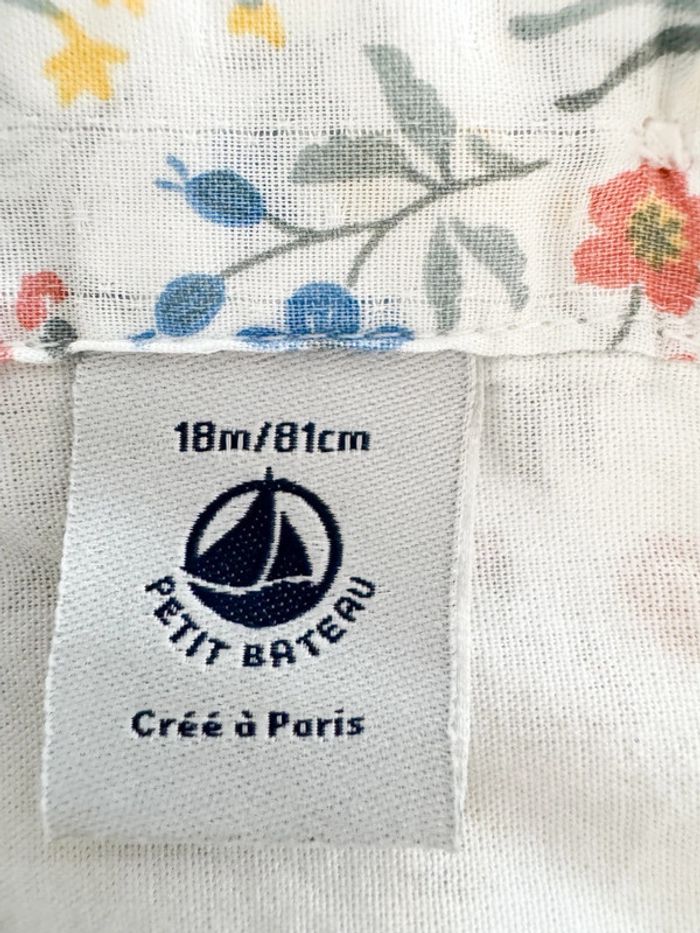 18m/81cm
PETIT BATEAU
Créé à Paris